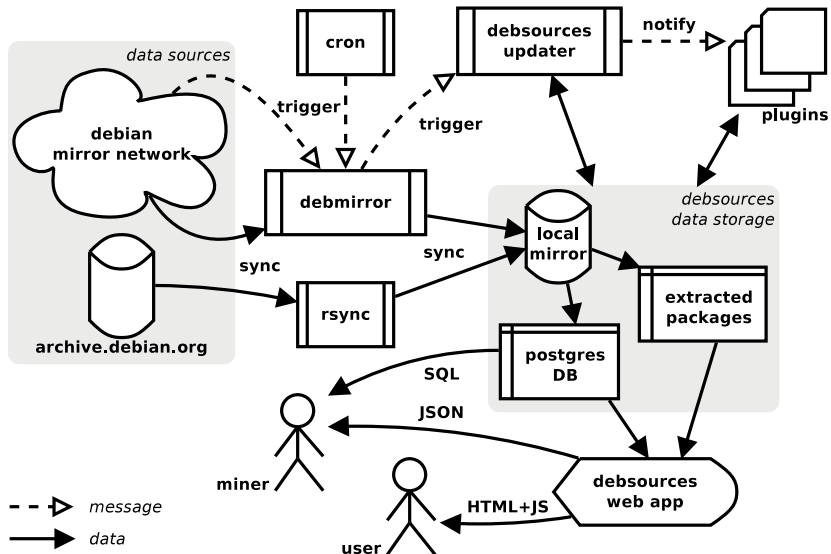 data sources
cron
debsources
updater
notify
plugins
trigger
trigger
debian
mirror network
debmirror
debsources
data storage
local
mirror
sync
sync
archive.debian.org
rsync
extracted
packages
postgres
DB
SQL
JSON
miner
debsources
web app
HTML+JS
user
message
data